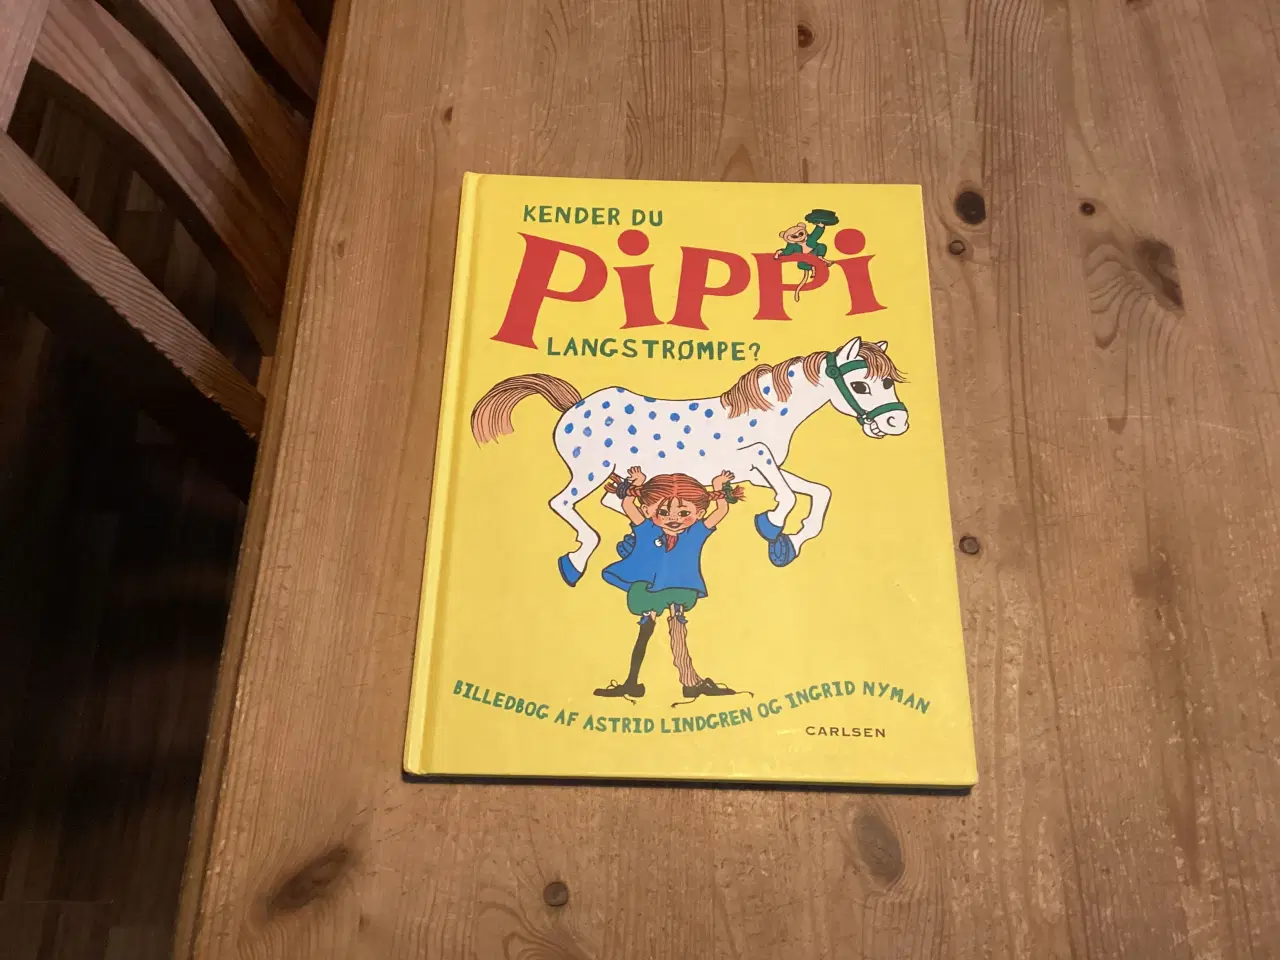 KENDER DU
PiPPi
LANGSTRØMPE?
BILLEDBOG AF ASTRID LINDGREN OG INGRID NYMAN
CARLSEN